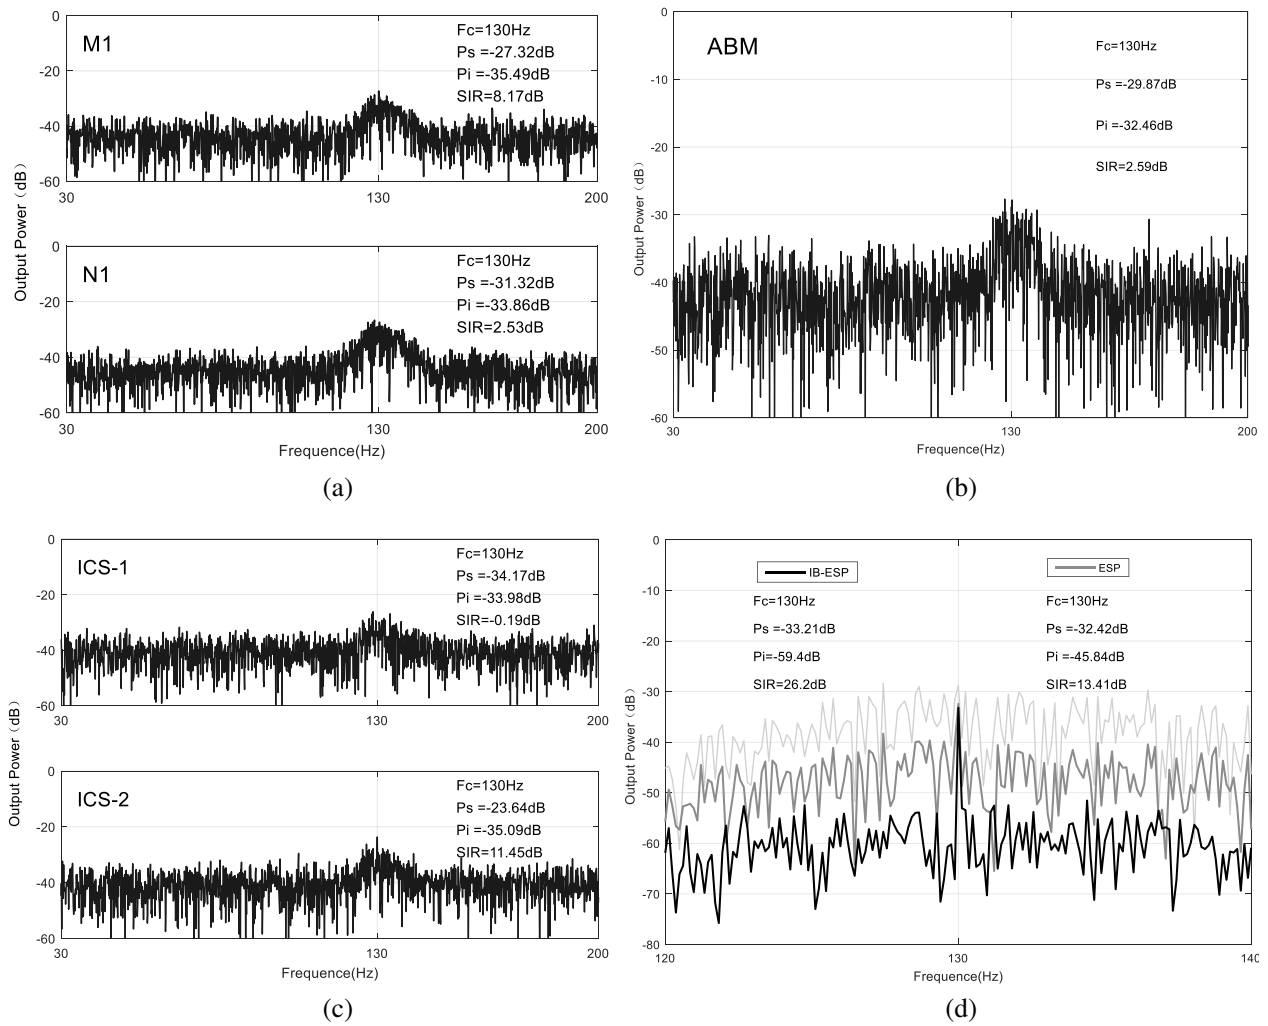 M1
Fc=130Hz
Ps =-27.32dB
Pi =-35.49dB
SIR=8.17dB
0
-20
-40
-60
30
130
200
Output Power（dB）
N1
Fc=130Hz
Ps =-31.32dB
Pi =-33.86dB
SIR=2.53dB
0
-20
-40
-60
30
130
200
Frequence(Hz)
(a)
ABM
Fc=130Hz
Ps =-29.87dB
Pi =-32.46dB
SIR=2.59dB
0
-10
-20
-30
-40
-50
-60
Output Power（dB）
30
130
200
Frequence(Hz)
(b)
ICS-1
Fc=130Hz
Ps =-34.17dB
Pi =-33.98dB
SIR=-0.19dB
0
-20
-40
-60
30
130
200
Output Power（dB）
ICS-2
Fc=130Hz
Ps =-23.64dB
Pi =-35.09dB
SIR=11.45dB
0
-20
-40
-60
30
130
200
Frequence(Hz)
(c)
IB-ESP
Fc=130Hz
Ps =-33.21dB
Pi=-59.4dB
SIR=26.2dB
ESP
Fc=130Hz
Ps =-32.42dB
Pi =-45.84dB
SIR=13.41dB
0
-10
-20
-30
-40
-50
-60
-70
-80
Output Power（dB）
120
130
140
Frequence(Hz)
(d)